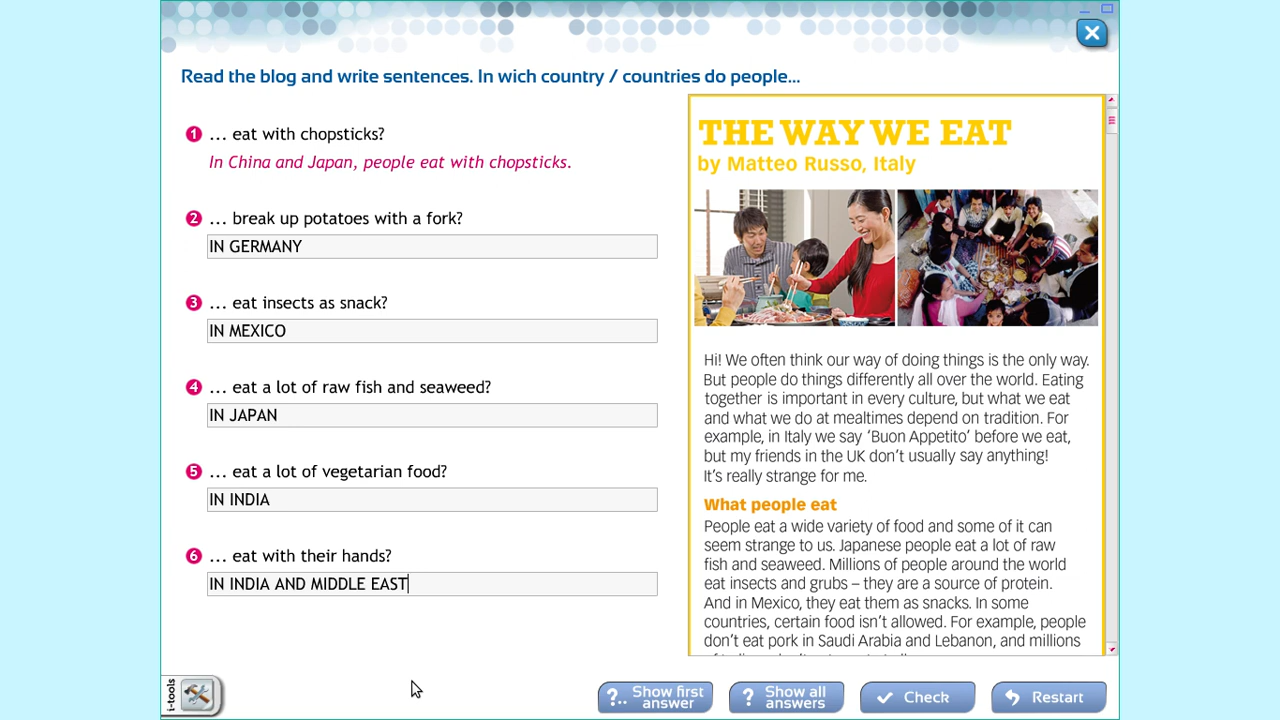 Read the blog and write sentences. In wich country / countries do people...
1 ... eat with chopsticks?
In China and Japan, people eat with chopsticks.
2 ... break up potatoes with a fork?
IN GERMANY
3 ... eat insects as snack?
IN MEXICO
4 ... eat a lot of raw fish and seaweed?
IN JAPAN
5 ... eat a lot of vegetarian food?
IN INDIA
6 ... eat with their hands?
IN INDIA AND MIDDLE EAST
THE WAY WE EAT
by Matteo Russo, Italy
Hi! We often think our way of doing things is the only way.
But people do things differently all over the world. Eating
together is important in every culture, but what we eat
and what we do at mealtimes depend on tradition. For
example, in Italy we say ‘Buon Appetito’ before we eat,
but my friends in the UK don’t usually say anything!
It’s really strange for me.
What people eat
People eat a wide variety of food and some of it can
seem strange to us. Japanese people eat a lot of raw
fish and seaweed. Millions of people around the world
eat insects and grubs – they are a source of protein.
And in Mexico, they eat them as snacks. In some
countries, certain food isn’t allowed. For example, people
don’t eat pork in Saudi Arabia and Lebanon, and millions
i-tools
?.. Show first
answer
? Show all
answers
Check
Restart